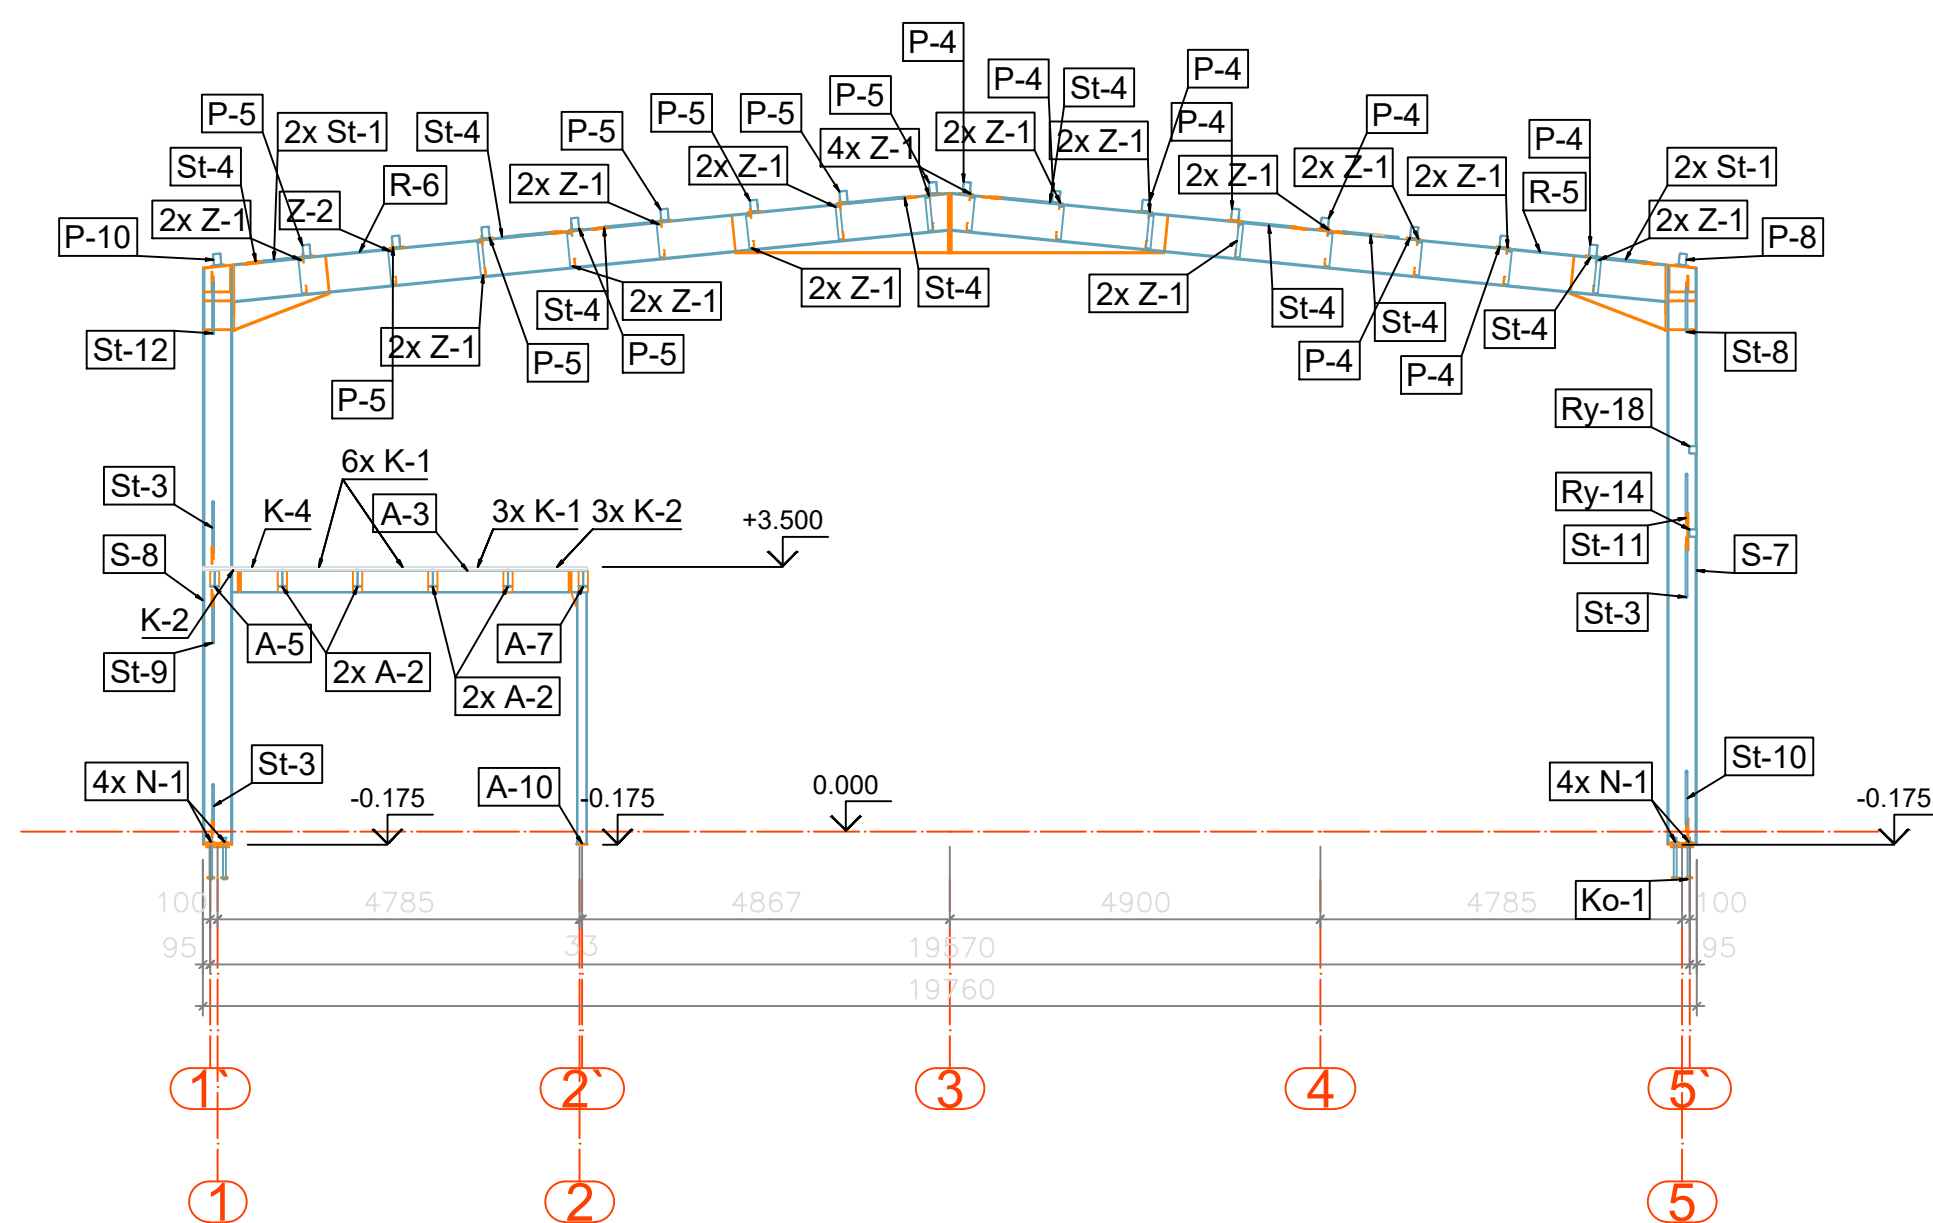 P-4
P-4
St-4
P-4
P-5
2x St-1
St-4
P-5
P-5
P-5
P-5
2x Z-1
2x Z-1
P-4
P-4
P-4
St-4
2x Z-1
Z-2
R-6
2x Z-1
2x Z-1
4x Z-1
2x Z-1
2x Z-1
2x Z-1
R-5
2x St-1
2x Z-1
P-10
P-8
2x Z-1
St-4
2x Z-1
2x Z-1
St-4
2x Z-1
St-4
St-4
St-4
St-12
2x Z-1
P-5
P-5
P-5
P-4
P-4
St-8
Ry-18
6x K-1
St-3
K-4
A-3
3x K-1
3x K-2
+3.500
Ry-14
St-11
S-8
S-7
K-2
A-5
A-7
St-3
St-9
2x A-2
2x A-2
St-3
4x N-1
A-10
-0.175
-0.175
0.000
4x N-1
St-10
-0.175
Ko-1
100
4785
4867
4900
4785
100
95
33
19570
95
19760
1`
2`
3
4
5`
1
2
5